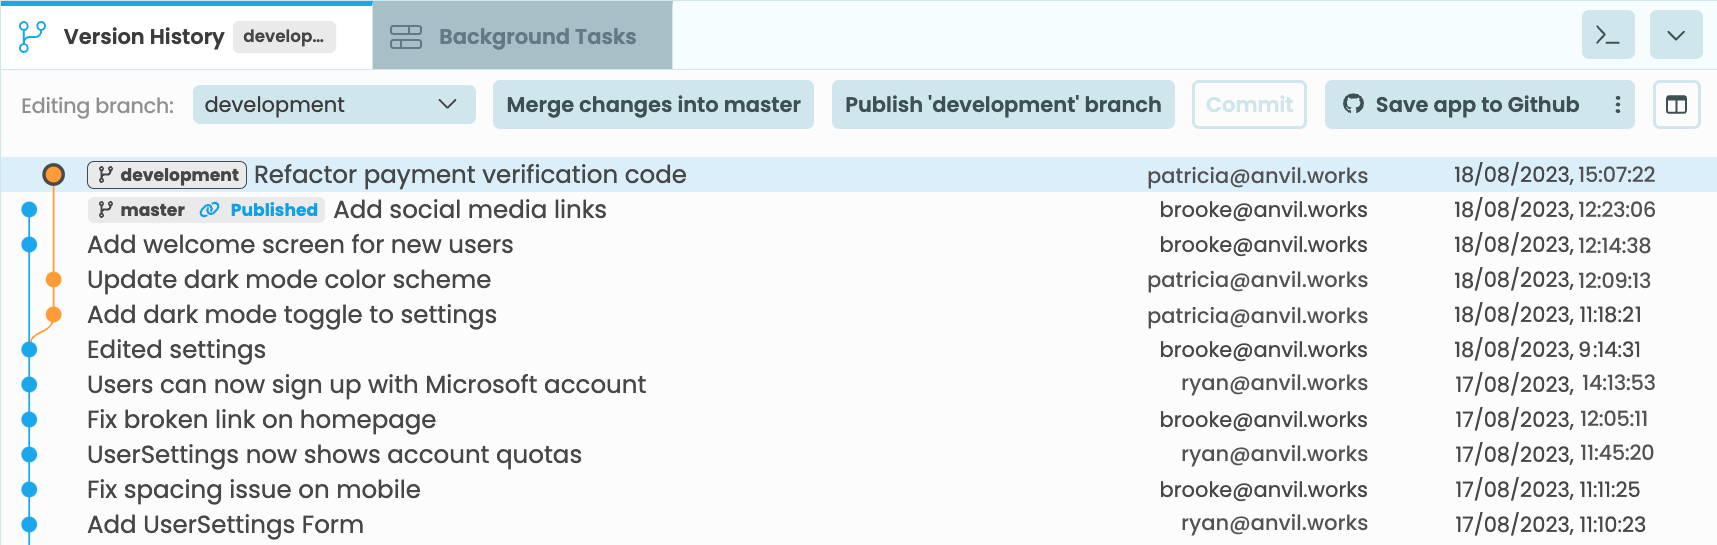 Version History develop... Background Tasks
Editing branch: development Merge changes into master Publish 'development' branch Commit Save app to Github
development Refactor payment verification code patricia@anvil.works 18/08/2023, 15:07:22
master Published Add social media links brooke@anvil.works 18/08/2023, 12:23:06
Add welcome screen for new users brooke@anvil.works 18/08/2023, 12:14:38
Update dark mode color scheme patricia@anvil.works 18/08/2023, 12:09:13
Add dark mode toggle to settings patricia@anvil.works 18/08/2023, 11:18:21
Edited settings brooke@anvil.works 18/08/2023, 9:14:31
Users can now sign up with Microsoft account ryan@anvil.works 17/08/2023, 14:13:53
Fix broken link on homepage brooke@anvil.works 17/08/2023, 12:05:11
UserSettings now shows account quotas ryan@anvil.works 17/08/2023, 11:45:20
Fix spacing issue on mobile brooke@anvil.works 17/08/2023, 11:11:25
Add UserSettings Form ryan@anvil.works 17/08/2023, 11:10:23